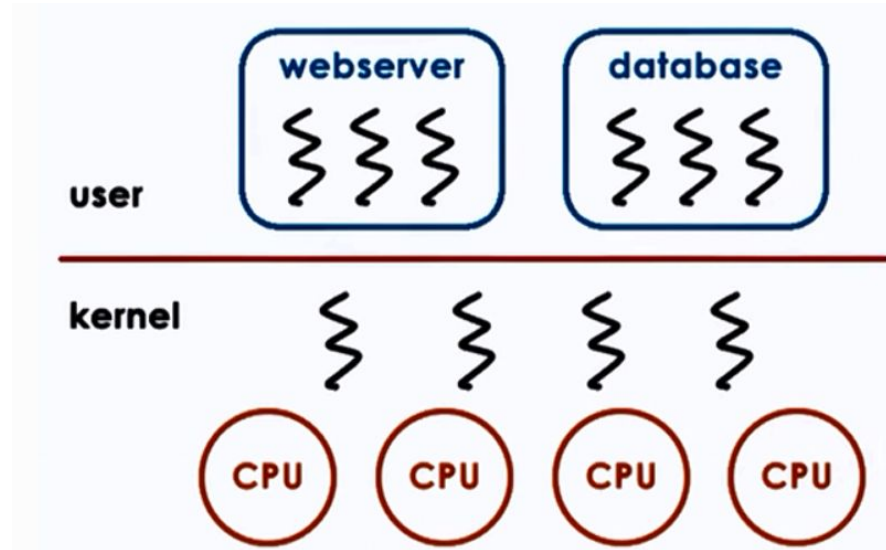 webserver
database
user
kernel
CPU
CPU
CPU
CPU